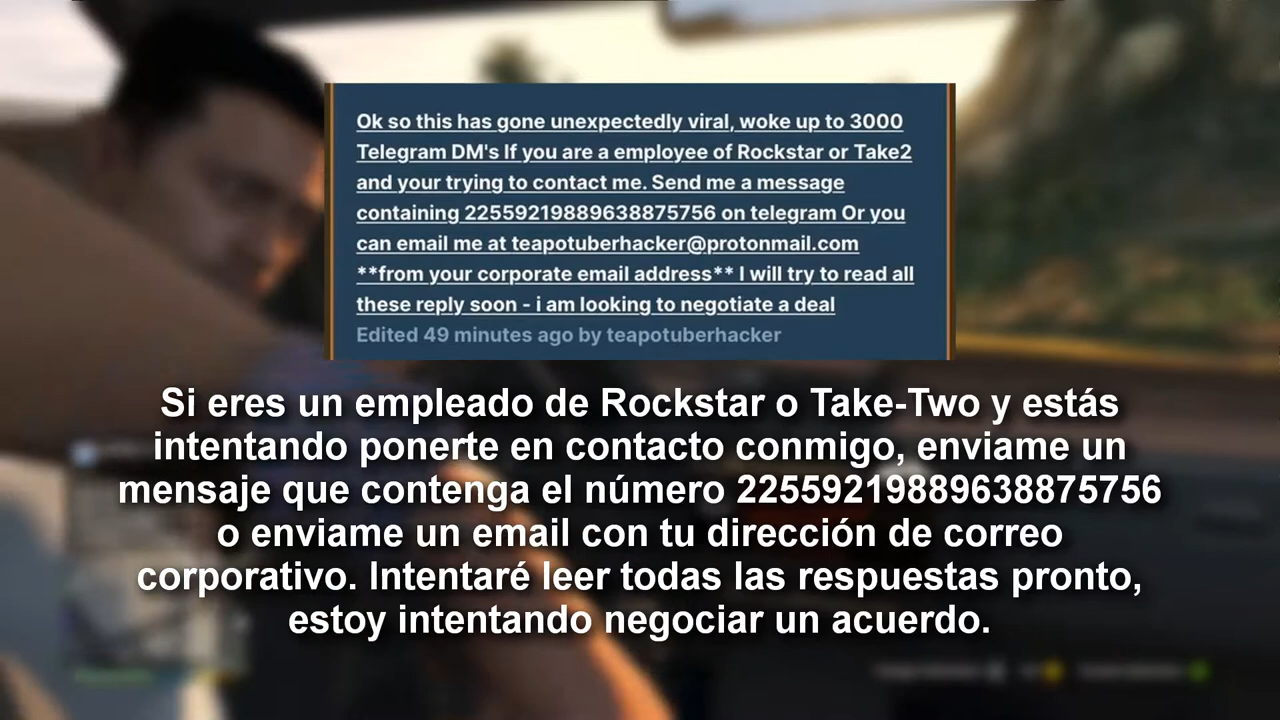 Ok so this has gone unexpectedly viral, woke up to 3000
Telegram DM's If you are a employee of Rockstar or Take2
and your trying to contact me. Send me a message
containing 22559219889638875756 on telegram Or you
can email me at teapotuberhacker@protonmail.com
**from your corporate email address** I will try to read all
these reply soon - i am looking to negotiate a deal
Edited 49 minutes ago by teapotuberhacker
Si eres un empleado de Rockstar o Take-Two y estás
intentando ponerte en contacto conmigo, enviame un
mensaje que contenga el número 22559219889638875756
o enviame un email con tu dirección de correo
corporativo. Intentaré leer todas las respuestas pronto,
estoy intentando negociar un acuerdo.